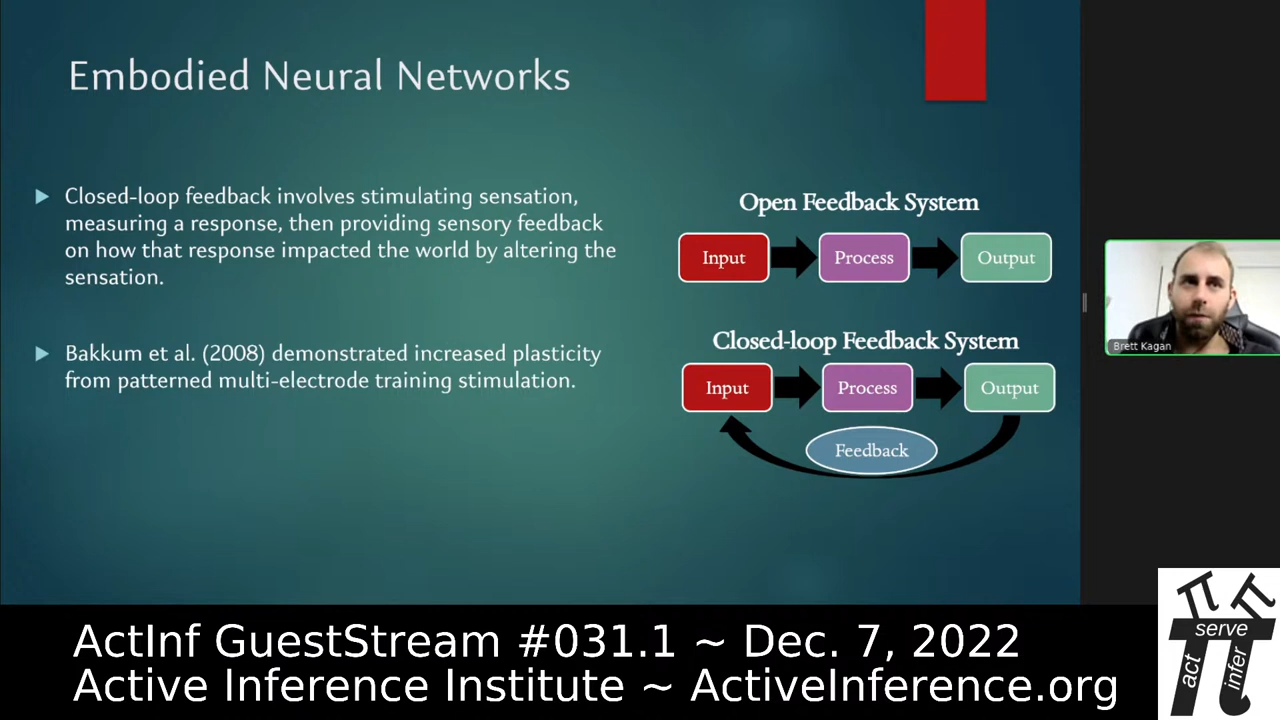 Embodied Neural Networks
Closed-loop feedback involves stimulating sensation,
measuring a response, then providing sensory feedback
on how that response impacted the world by altering the
sensation.
Bakkum et al. (2008) demonstrated increased plasticity
from patterned multi-electrode training stimulation.
Open Feedback System
Input
Process
Output
Closed-loop Feedback System
Input
Process
Output
Feedback
Brett Kagan
ActInf GuestStream #031.1 ~ Dec. 7, 2022
Active Inference Institute ~ ActiveInference.org
π π
serve
act
infer